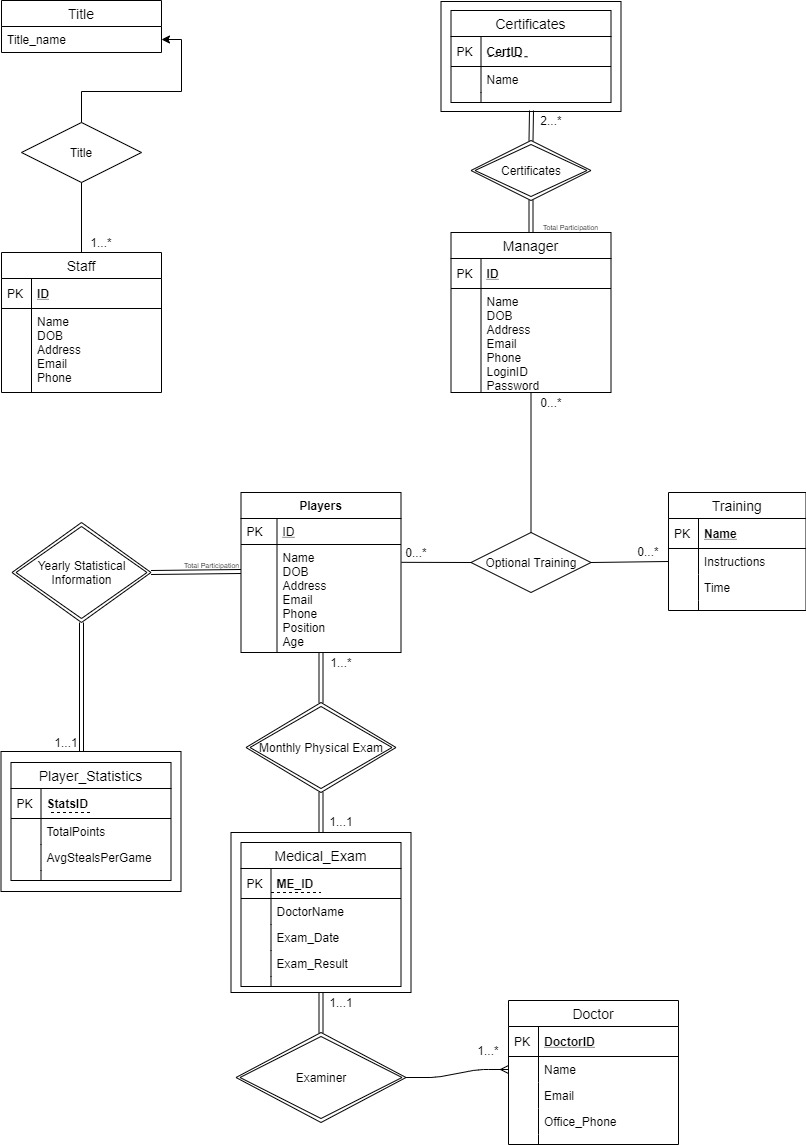 Title
Title_name
Title
1...*
Staff
PK ID
Name
DOB
Address
Email
Phone
Certificates
PK CertID
Name
2...*
Certificates
Total Participation
Manager
PK ID
Name
DOB
Address
Email
Phone
LoginID
Password
0...*
Players
PK ID
Name
DOB
Address
Email
Phone
Position
Age
0...*
Optional Training
0...*
Training
PK Name
Instructions
Time
Yearly Statistical
Information
Total Participation
1...1
Player_Statistics
PK StatsID
TotalPoints
AvgStealsPerGame
1...*
Monthly Physical Exam
1...1
Medical_Exam
PK ME_ID
DoctorName
Exam_Date
Exam_Result
1...1
Examiner
1...*
Doctor
PK DoctorID
Name
Email
Office_Phone